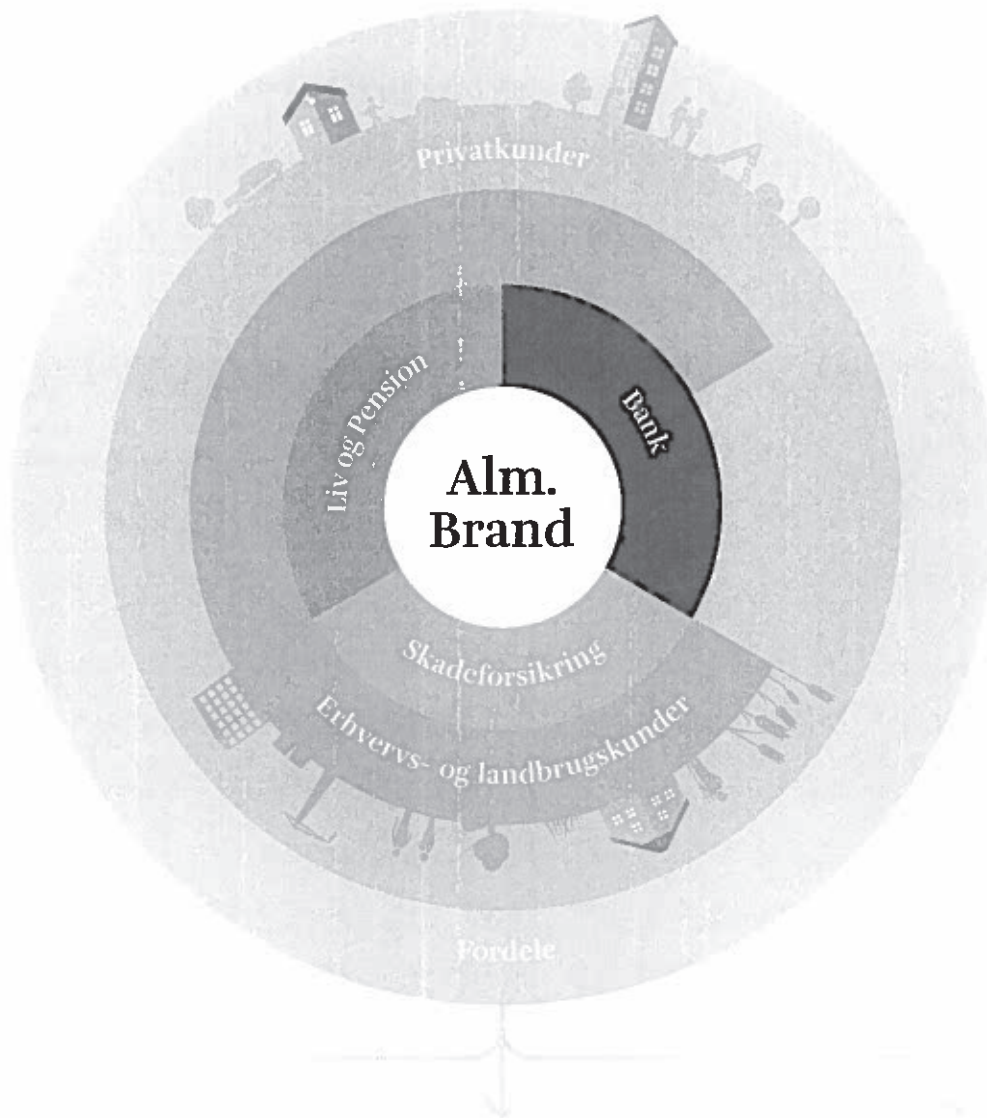 Privatkunder
Liv og Pension
Bank
Alm.
Brand
Skadeforsikring
Erhvervs- og landbrugskunder
Fordele